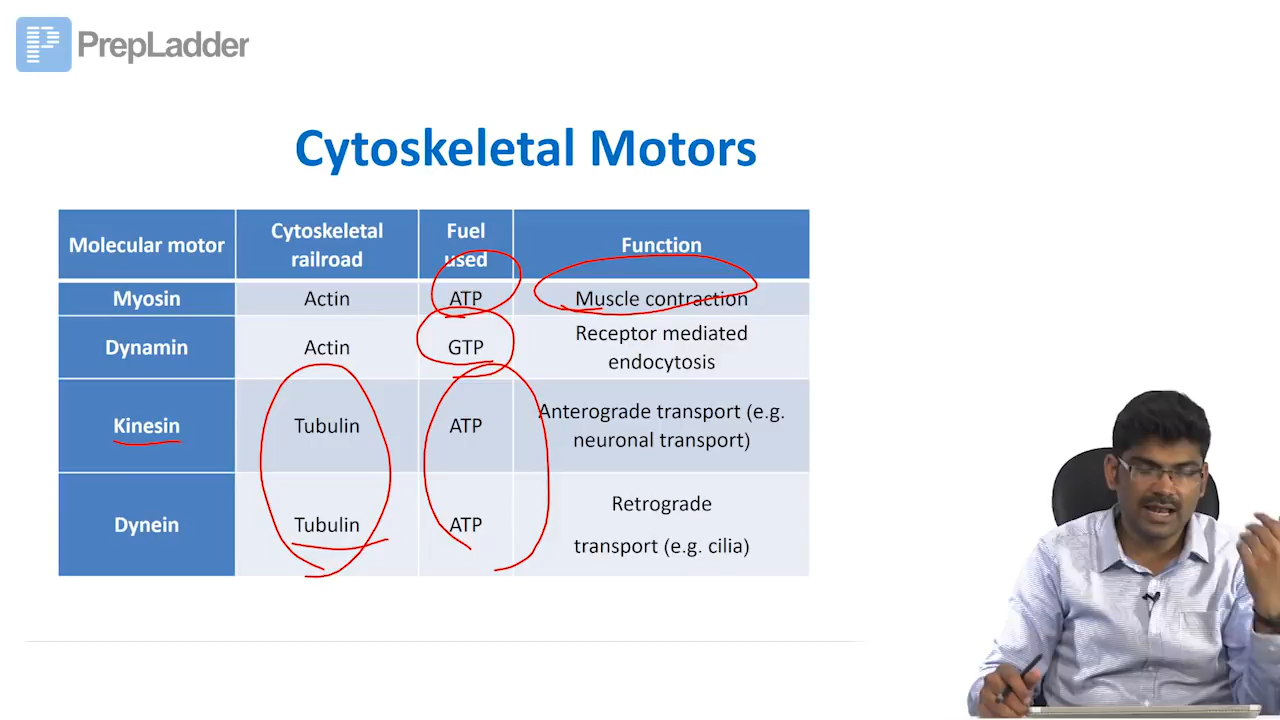 PrepLadder
Cytoskeletal Motors
Molecular motor
Cytoskeletal
railroad
Fuel
used
Function
Myosin
Actin
ATP
Muscle contraction
Dynamin
Actin
GTP
Receptor mediated
endocytosis
Kinesin
Tubulin
ATP
Anterograde transport (e.g.
neuronal transport)
Dynein
Tubulin
ATP
Retrograde
transport (e.g. cilia)